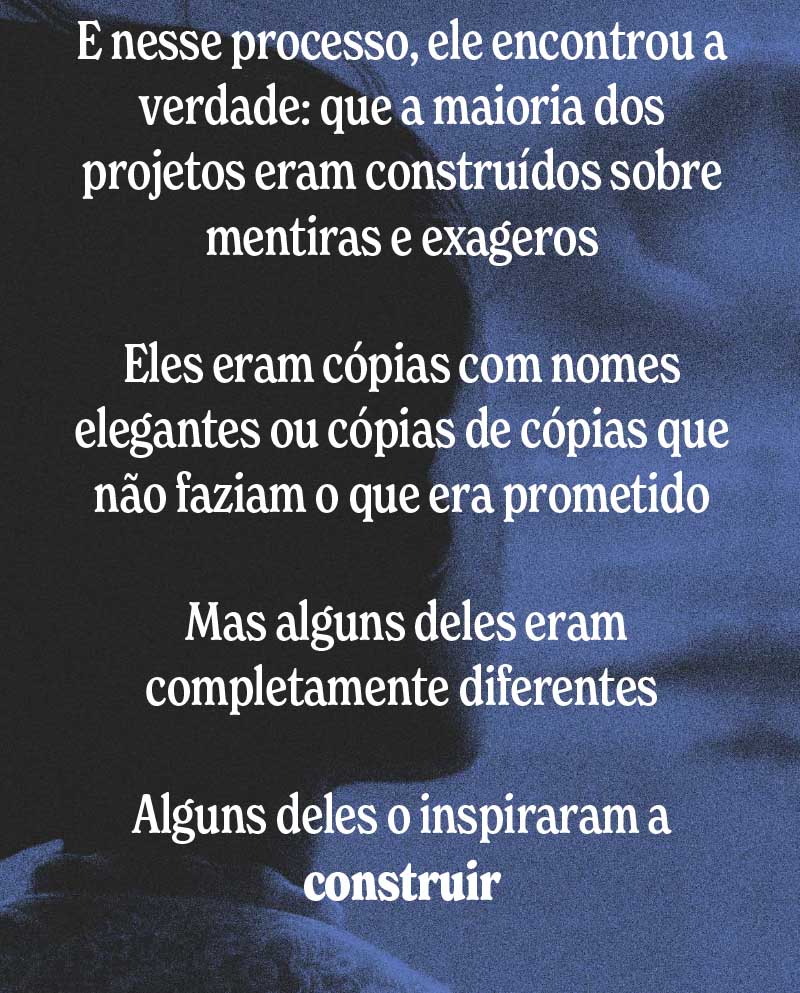 E nesse processo, ele encontrou a
verdade: que a maioria dos
projetos eram construídos sobre
mentiras e exageros
Eles eram cópias com nomes
elegantes ou cópias de cópias que
não faziam o que era prometido
Mas alguns deles eram
completamente diferentes
Alguns deles o inspiraram a
construir